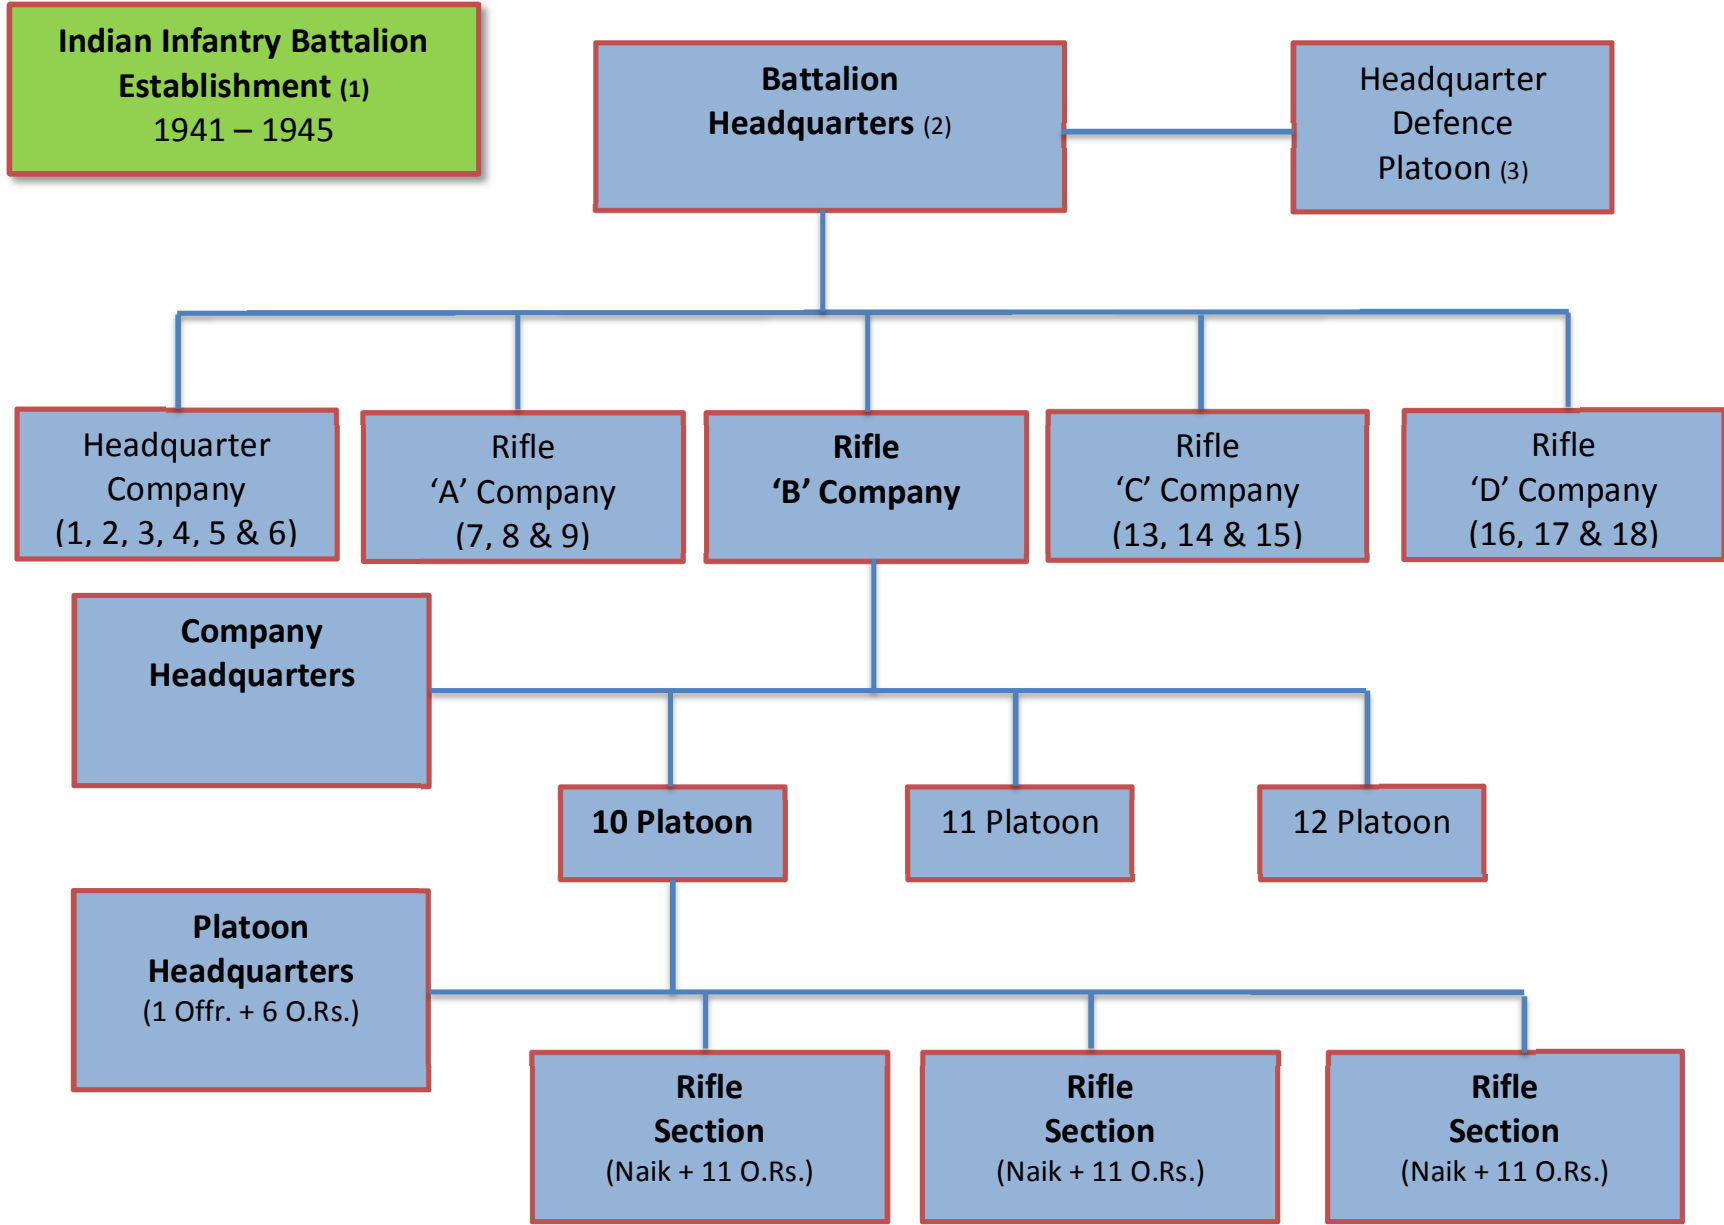 Indian Infantry Battalion
Establishment (1)
1941 – 1945
Battalion
Headquarters (2)
Headquarter
Defence
Platoon (3)
Headquarter
Company
(1, 2, 3, 4, 5 & 6)
Rifle
‘A’ Company
(7, 8 & 9)
Rifle
‘B’ Company
Rifle
‘C’ Company
(13, 14 & 15)
Rifle
‘D’ Company
(16, 17 & 18)
Company
Headquarters
10 Platoon
11 Platoon
12 Platoon
Platoon
Headquarters
(1 Offr. + 6 O.Rs.)
Rifle
Section
(Naik + 11 O.Rs.)
Rifle
Section
(Naik + 11 O.Rs.)
Rifle
Section
(Naik + 11 O.Rs.)